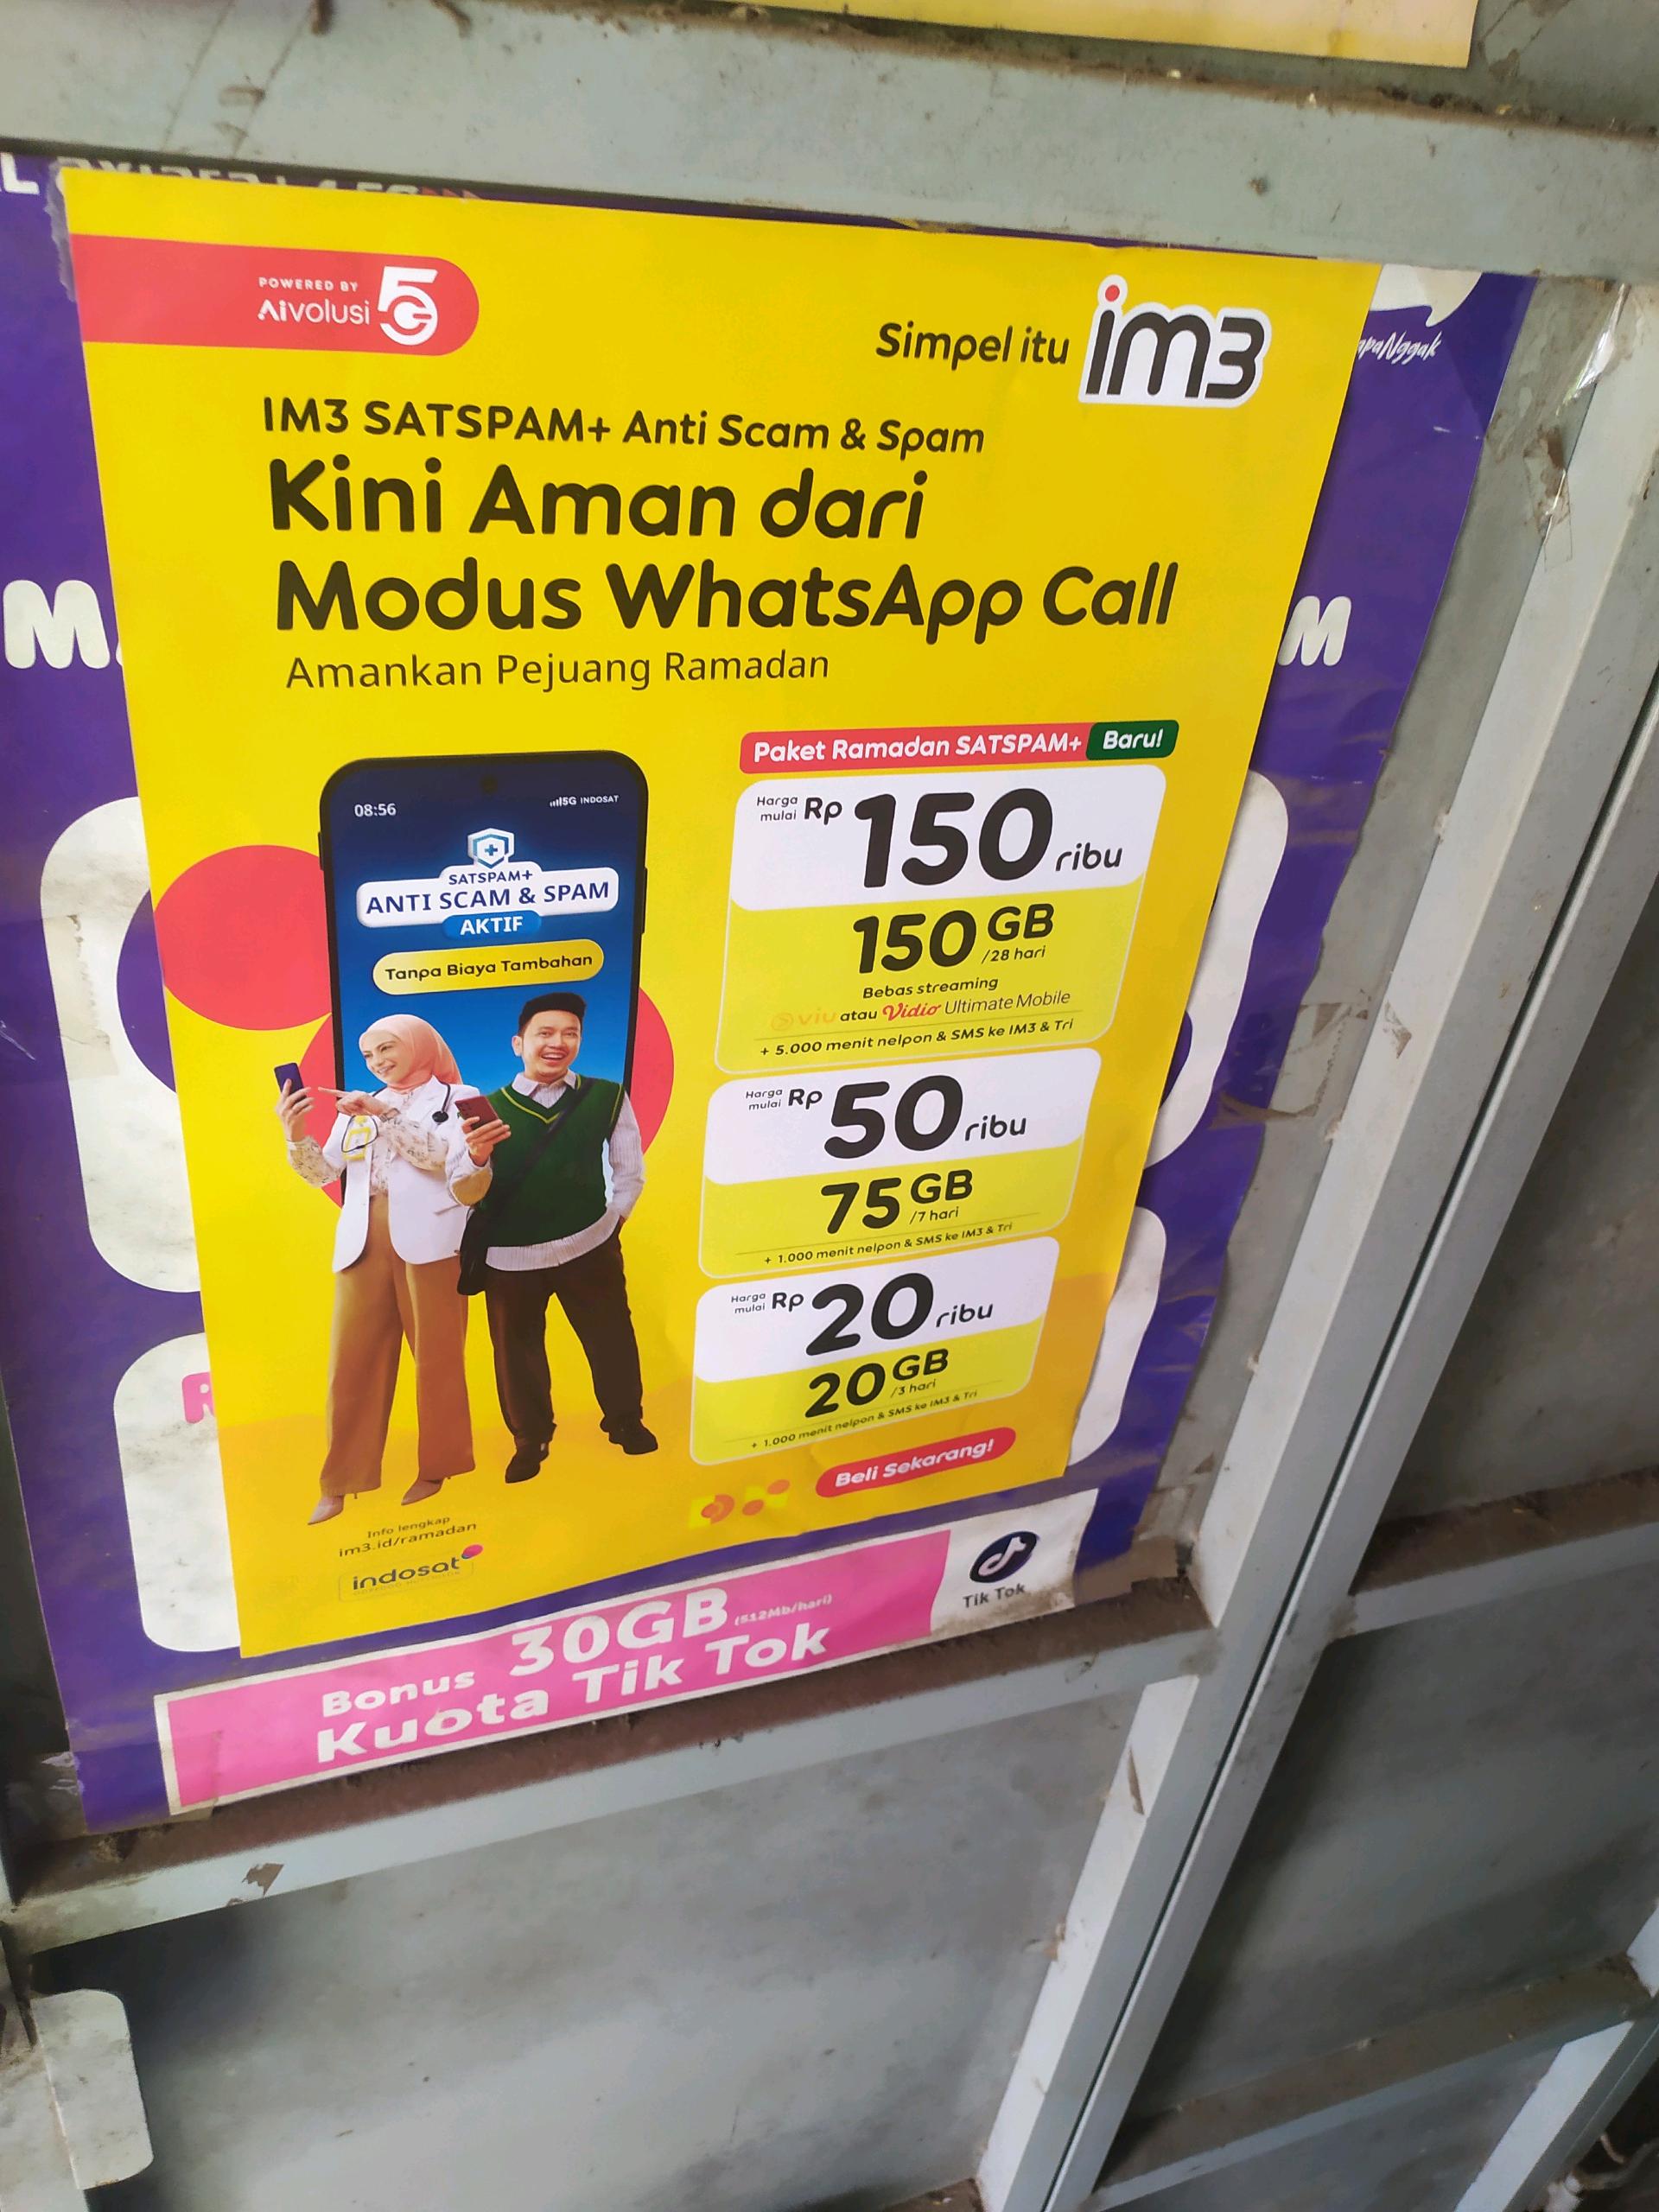 POWERED BY
Aivolusi 5G
Simpel itu im3
apaNggak
IM3 SATSPAM+ Anti Scam & Spam
Kini Aman dari
Modus WhatsApp Call
Amankan Pejuang Ramadan
M
M
08:56
5G INDOSAT
SATSPAM+
ANTI SCAM & SPAM
AKTIF
Tanpa Biaya Tambahan
Paket Ramadan SATSPAM+ Baru!
Harga mulai Rp 150 ribu
150 GB /28 hari
Bebas streaming
viu atau Vidio Ultimate Mobile
+ 5.000 menit nelpon & SMS ke IM3 & Tri
Harga mulai Rp 50 ribu
75 GB /7 hari
+ 1.000 menit nelpon & SMS ke IM3 & Tri
Harga mulai Rp 20 ribu
20 GB /3 hari
+ 1.000 menit nelpon & SMS ke IM3 & Tri
Beli Sekarang!
Info lengkap
im3.id/ramadan
indosat
Bonus 30GB (512Mb/hari)
Kuota Tik Tok
Tik Tok